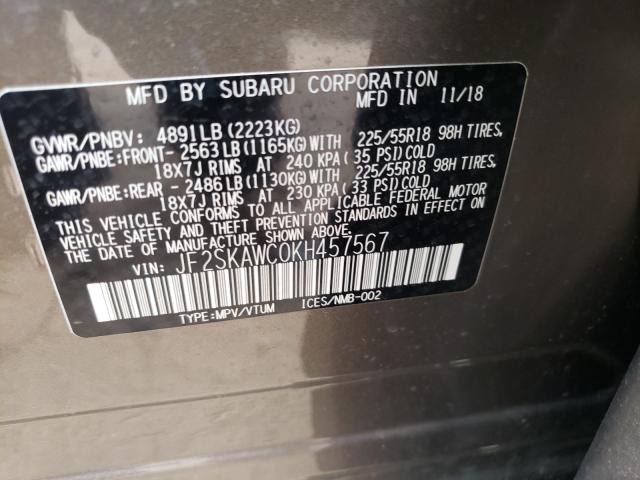 MFD BY SUBARU CORPORATION
MFD IN 11/18
GVWR/PNBV: 4891LB(2223KG)
GAWR/PNBE:FRONT- 2563LB(1165KG)WITH 225/55R18 98H TIRES,
18X7J RIMS AT 240 KPA(35 PSI)COLD
GAWR/PNBE:REAR - 2486LB(1130KG)WITH 225/55R18 98H TIRES,
18X7J RIMS AT 230 KPA(33 PSI)COLD
THIS VEHICLE CONFORMS TO ALL APPLICABLE FEDERAL MOTOR
VEHICLE SAFETY AND THEFT PREVENTION STANDARDS IN EFFECT ON
THE DATE OF MANUFACTURE SHOWN ABOVE.
VIN: JF2SKAWC0KH457567
TYPE:MPV/VTUM ICES/NMB-002